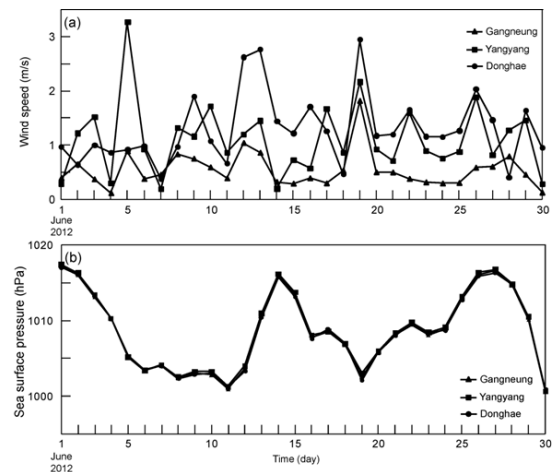 (a)
Gangneung
Yangyang
Donghae
Wind speed (m/s)
4
3
2
1
0
1 5 10 15 20 25 30
June
2012
(b)
Sea surface pressure (hPa)
1020
1010
1000
Gangneung
Yangyang
Donghae
1 5 10 15 20 25 30
June
2012
Time (day)